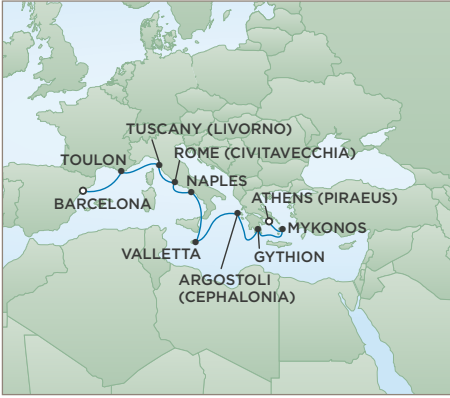 TUSCANY (LIVORNO)
ROME (CIVITAVECCHIA)
TOULON
NAPLES
ATHENS (PIRAEUS)
BARCELONA
MYKONOS
VALLETTA
GYTHION
ARGOSTOLI
(CEPHALONIA)